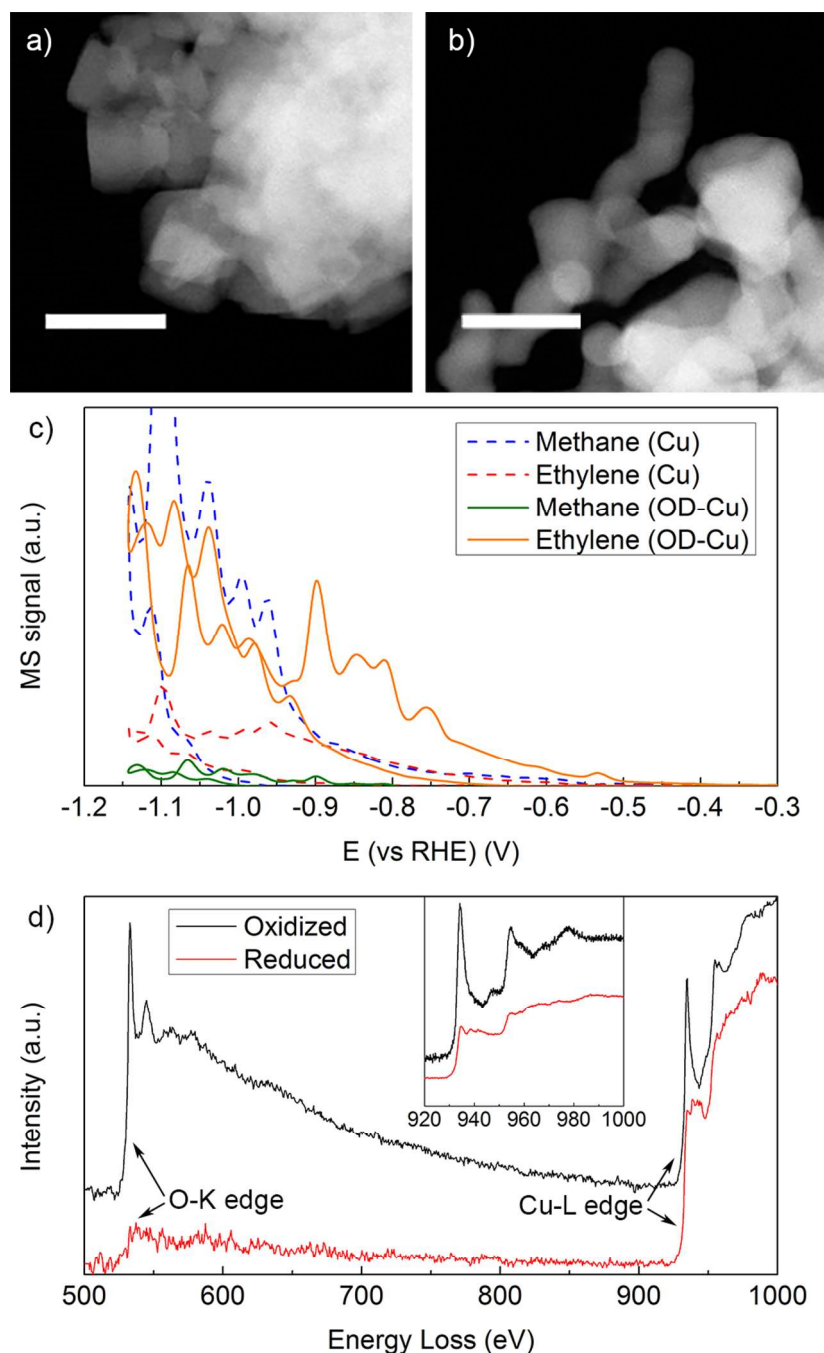 a)
b)
c)
Methane (Cu)
Ethylene (Cu)
Methane (OD-Cu)
Ethylene (OD-Cu)
MS signal (a.u.)
-1.2 -1.1 -1.0 -0.9 -0.8 -0.7 -0.6 -0.5 -0.4 -0.3
E (vs RHE) (V)
d)
Oxidized
Reduced
920 940 960 980 1000
Intensity (a.u.)
O-K edge
Cu-L edge
500 600 700 800 900 1000
Energy Loss (eV)